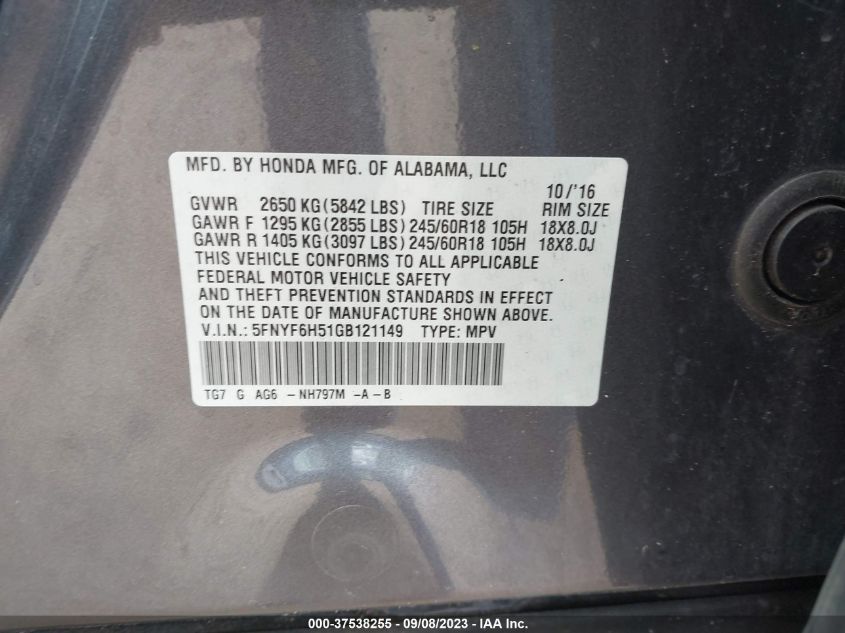 MFD. BY HONDA MFG. OF ALABAMA, LLC
10/'16
GVWR 2650 KG(5842 LBS) TIRE SIZE RIM SIZE
GAWR F 1295 KG(2855 LBS)245/60R18 105H 18X8.0J
GAWR R 1405 KG(3097 LBS)245/60R18 105H 18X8.0J
THIS VEHICLE CONFORMS TO ALL APPLICABLE
FEDERAL MOTOR VEHICLE SAFETY
AND THEFT PREVENTION STANDARDS IN EFFECT
ON THE DATE OF MANUFACTURE SHOWN ABOVE.
V.I.N.: 5FNYF6H51GB121149 TYPE: MPV
TG7 G AG6 -NH797M -A-B
000-37538255 - 09/08/2023 - IAA Inc.